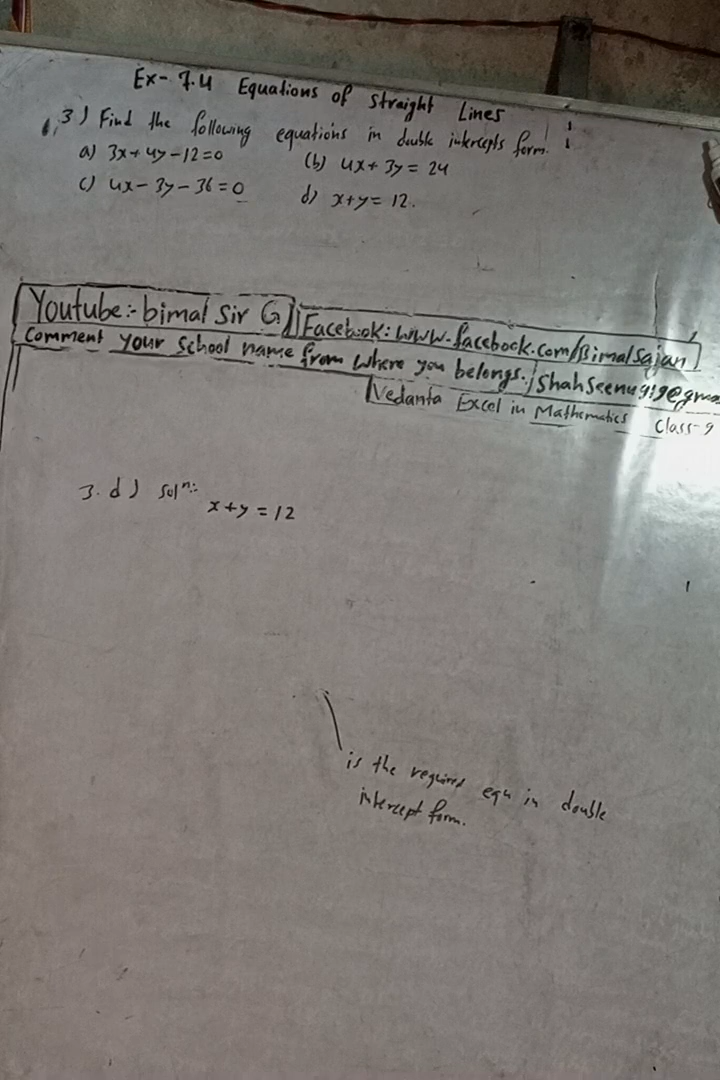 Ex- 7.4 Equations of Straight Lines
3) Find the following equations in double intercepts form!
a) 3x+4y-12=0 (b) 4x+3y=24
c) 4x-3y-36=0 d) x+y=12.
Youtube:- bimal Sir G Facebook: www.facebook.com/Bimalsajan
Comment your School name from where you belongs.
Vedanta Excel in Mathematics Class-9
3. d) Solⁿ:
x+y=12
is the required equ in double
intercept form.